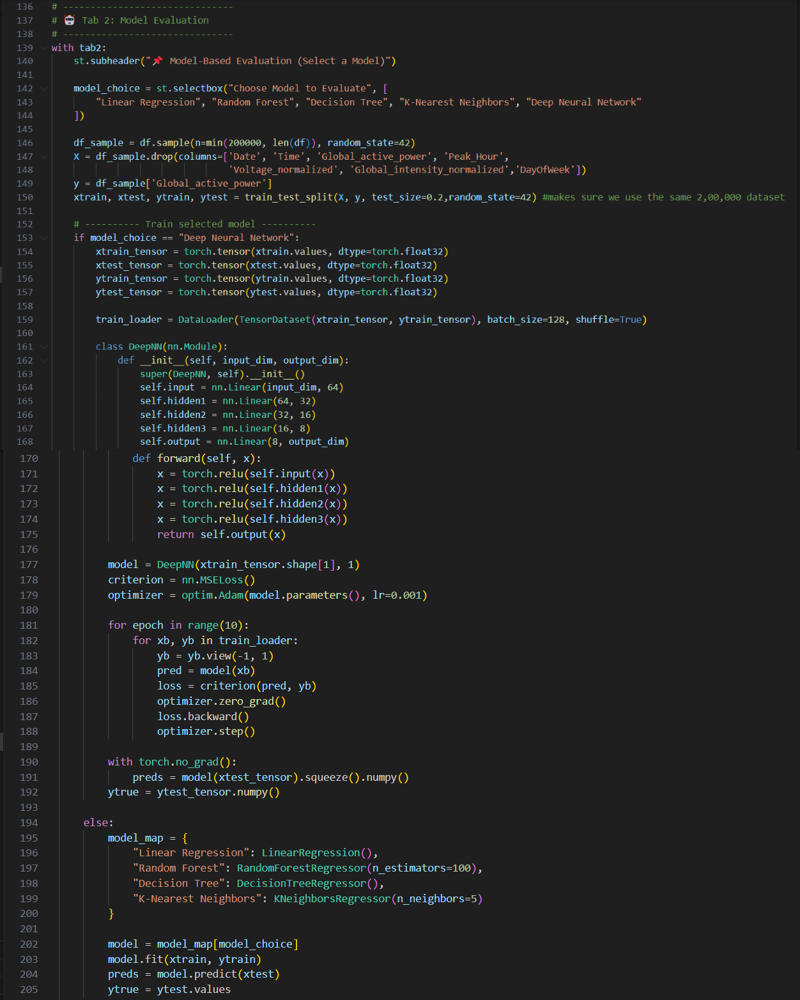 136 # -------------------------------
137 # 🤖 Tab 2: Model Evaluation
138 # -------------------------------
139 with tab2:
140     st.subheader("📌 Model-Based Evaluation (Select a Model)")
141
142     model_choice = st.selectbox("Choose Model to Evaluate", [
143         "Linear Regression", "Random Forest", "Decision Tree", "K-Nearest Neighbors", "Deep Neural Network"
144     ])
145
146     df_sample = df.sample(n=min(200000, len(df)), random_state=42)
147     X = df_sample.drop(columns=['Date', 'Time', 'Global_active_power', 'Peak_Hour',
148                                 'Voltage_normalized', 'Global_intensity_normalized','DayOfWeek'])
149     y = df_sample['Global_active_power']
150     xtrain, xtest, ytrain, ytest = train_test_split(X, y, test_size=0.2,random_state=42) #makes sure we use the same 2,00,000 dataset
151
152     # ---------- Train selected model ----------
153     if model_choice == "Deep Neural Network":
154         xtrain_tensor = torch.tensor(xtrain.values, dtype=torch.float32)
155         xtest_tensor = torch.tensor(xtest.values, dtype=torch.float32)
156         ytrain_tensor = torch.tensor(ytrain.values, dtype=torch.float32)
157         ytest_tensor = torch.tensor(ytest.values, dtype=torch.float32)
158
159         train_loader = DataLoader(TensorDataset(xtrain_tensor, ytrain_tensor), batch_size=128, shuffle=True)
160
161         class DeepNN(nn.Module):
162             def __init__(self, input_dim, output_dim):
163                 super(DeepNN, self).__init__()
164                 self.input = nn.Linear(input_dim, 64)
165                 self.hidden1 = nn.Linear(64, 32)
166                 self.hidden2 = nn.Linear(32, 16)
167                 self.hidden3 = nn.Linear(16, 8)
168                 self.output = nn.Linear(8, output_dim)
170             def forward(self, x):
171                 x = torch.relu(self.input(x))
172                 x = torch.relu(self.hidden1(x))
173                 x = torch.relu(self.hidden2(x))
174                 x = torch.relu(self.hidden3(x))
175                 return self.output(x)
176
177         model = DeepNN(xtrain_tensor.shape[1], 1)
178         criterion = nn.MSELoss()
179         optimizer = optim.Adam(model.parameters(), lr=0.001)
180
181         for epoch in range(10):
182             for xb, yb in train_loader:
183                 yb = yb.view(-1, 1)
184                 pred = model(xb)
185                 loss = criterion(pred, yb)
186                 optimizer.zero_grad()
187                 loss.backward()
188                 optimizer.step()
189
190         with torch.no_grad():
191             preds = model(xtest_tensor).squeeze().numpy()
192         ytrue = ytest_tensor.numpy()
193
194     else:
195         model_map = {
196             "Linear Regression": LinearRegression(),
197             "Random Forest": RandomForestRegressor(n_estimators=100),
198             "Decision Tree": DecisionTreeRegressor(),
199             "K-Nearest Neighbors": KNeighborsRegressor(n_neighbors=5)
200         }
201
202         model = model_map[model_choice]
203         model.fit(xtrain, ytrain)
204         preds = model.predict(xtest)
205         ytrue = ytest.values